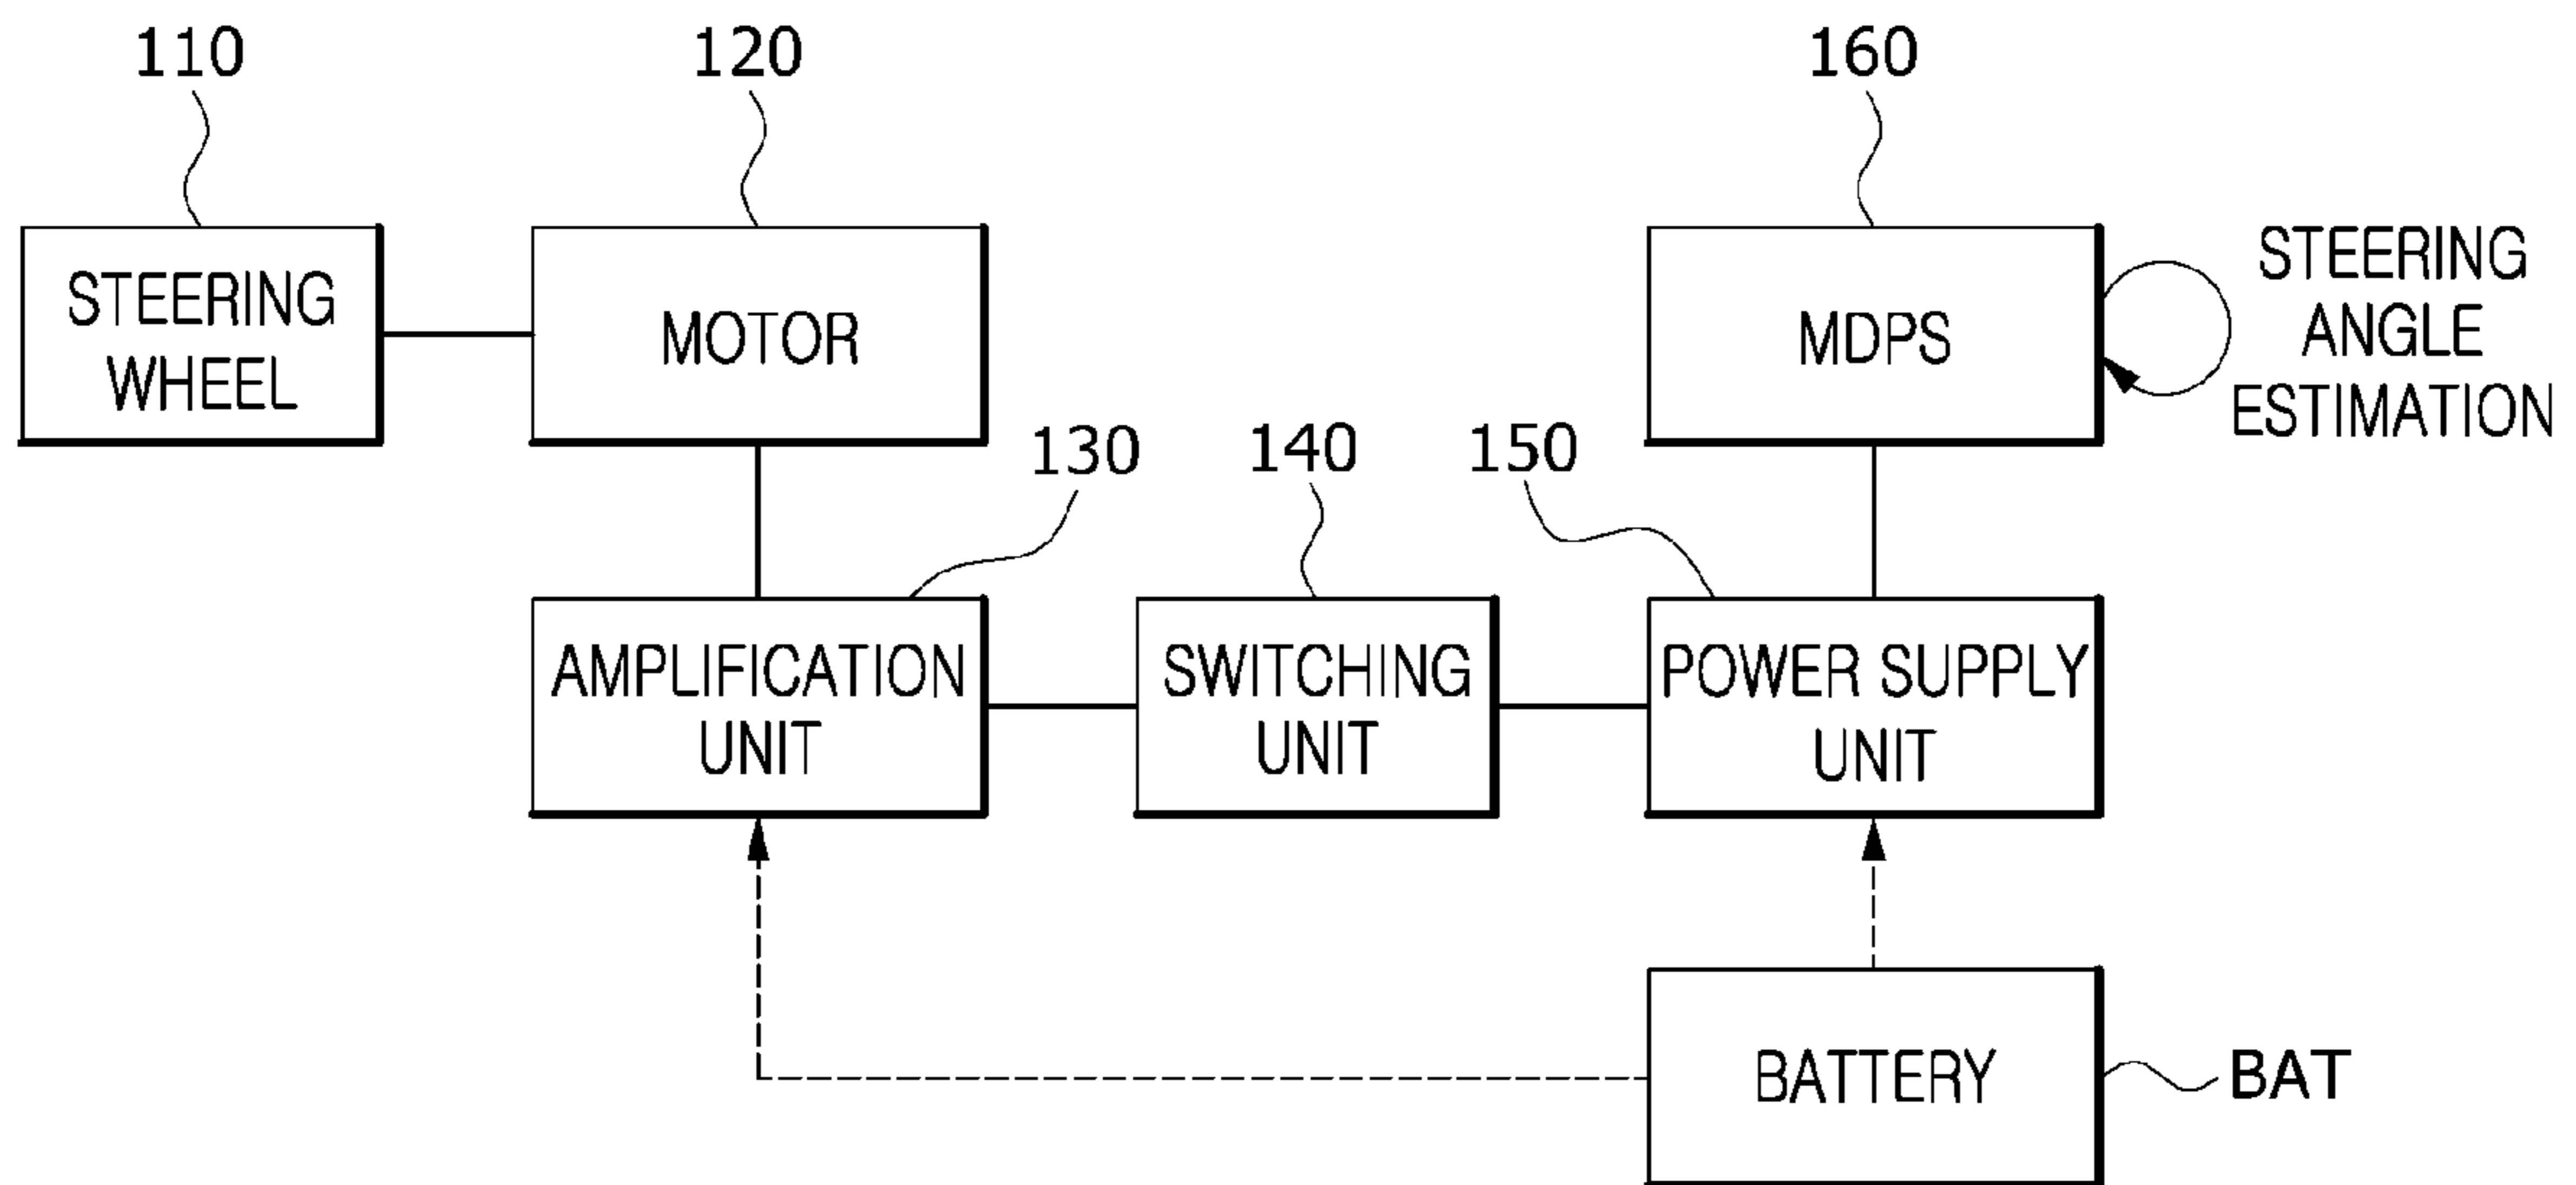 110
120
160
STEERING
WHEEL
MOTOR
MDPS
STEERING
ANGLE
ESTIMATION
130
140
150
AMPLIFICATION
UNIT
SWITCHING
UNIT
POWER SUPPLY
UNIT
BATTERY
BAT